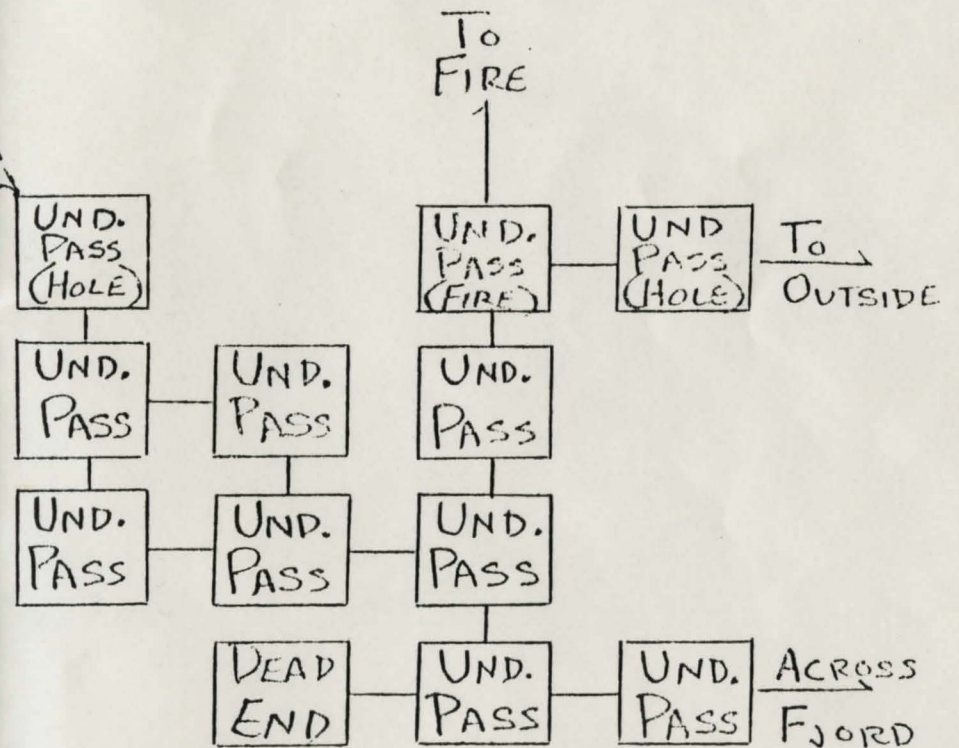 To
FIRE
UND.
PASS
(HOLE)
UND.
PASS
(FIRE)
UND
PASS
(HOLE)
To
OUTSIDE
UND.
PASS
UND.
PASS
UND.
PASS
UND.
PASS
UND.
PASS
UND.
PASS
DEAD
END
UND.
PASS
UND.
PASS
ACROSS
FJORD